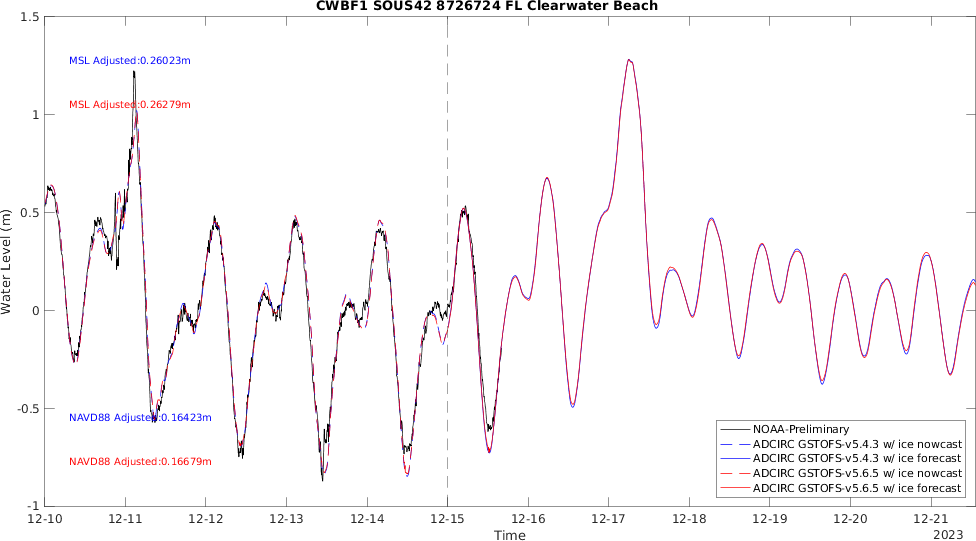 CWBF1 SOUS42 8726724 FL Clearwater Beach
1.5
1
0.5
0
-0.5
-1
Water Level (m)
MSL Adjusted:0.26023m
MSL Adjusted:0.26279m
NAVD88 Adjusted:0.16423m
NAVD88 Adjusted:0.16679m
NOAA-Preliminary
ADCIRC GSTOFS-v5.4.3 w/ ice nowcast
ADCIRC GSTOFS-v5.4.3 w/ ice forecast
ADCIRC GSTOFS-v5.6.5 w/ ice nowcast
ADCIRC GSTOFS-v5.6.5 w/ ice forecast
12-10 12-11 12-12 12-13 12-14 12-15 12-16 12-17 12-18 12-19 12-20 12-21
Time
2023